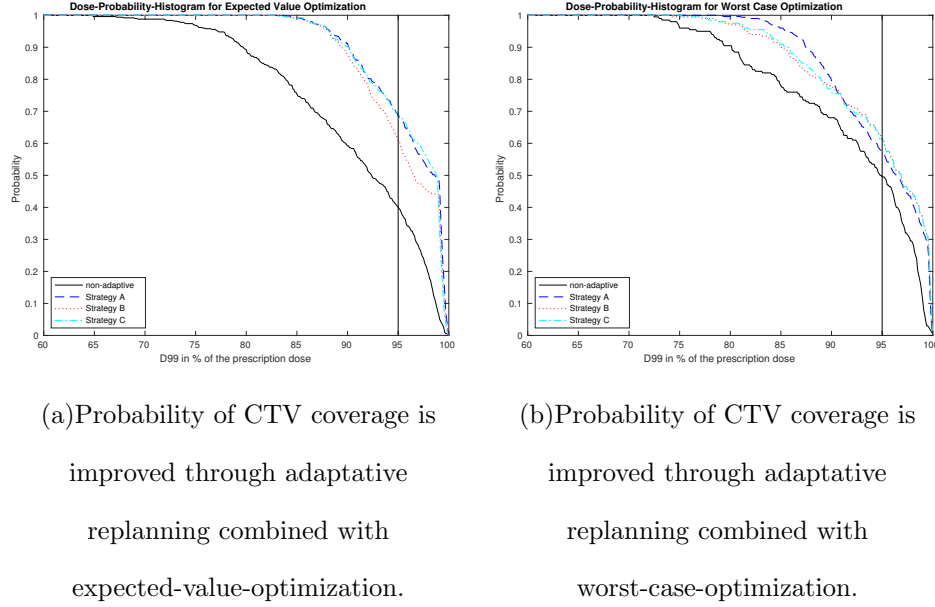 Dose-Probability-Histogram for Expected Value Optimization
1
0.9
0.8
0.7
0.6
0.5
0.4
0.3
0.2
0.1
0
Probability
non-adaptive
Strategy A
Strategy B
Strategy C
60 65 70 75 80 85 90 95 100
D99 in % of the prescription dose
Dose-Probability-Histogram for Worst Case Optimization
1
0.9
0.8
0.7
0.6
0.5
0.4
0.3
0.2
0.1
0
Probability
non-adaptive
Strategy A
Strategy B
Strategy C
60 65 70 75 80 85 90 95 100
D99 in % of the prescription dose
(a)Probability of CTV coverage is
improved through adaptative
replanning combined with
expected-value-optimization.
(b)Probability of CTV coverage is
improved through adaptative
replanning combined with
worst-case-optimization.